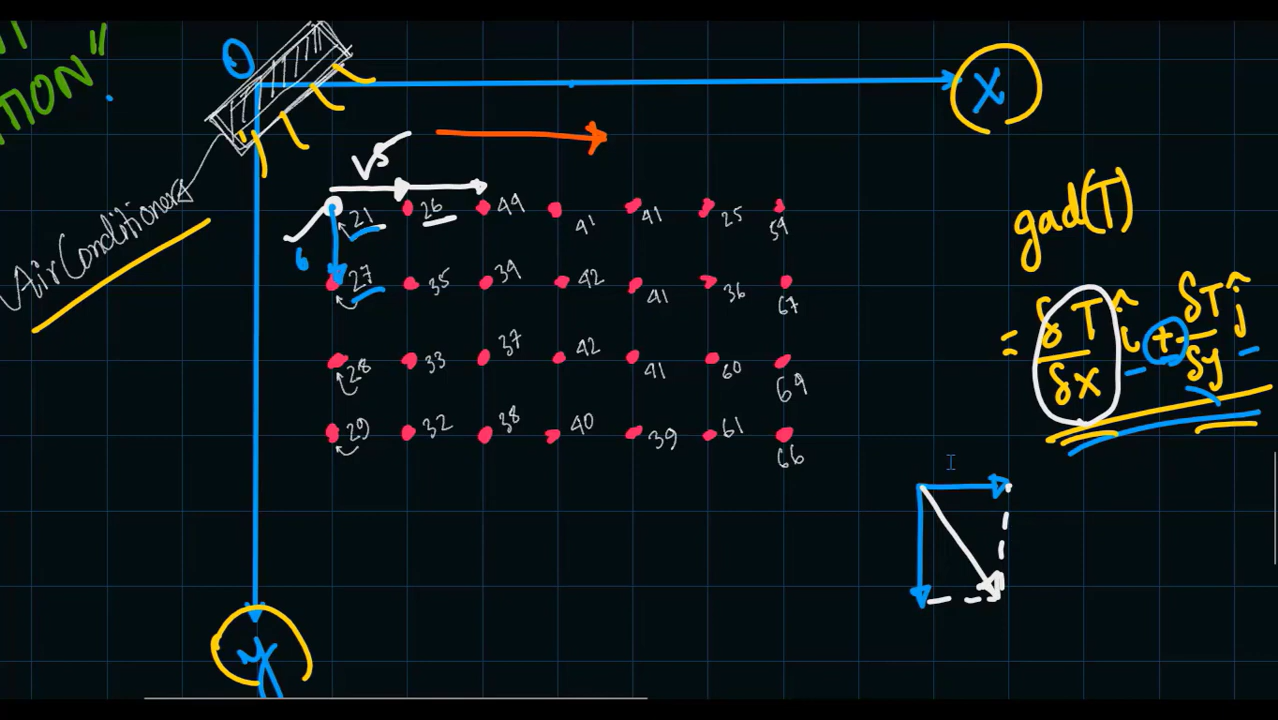 TION"
O
X
Air Conditioners
5
21 26 49 41 41 25 59
6
27 35 39 42 41 36 67
28 33 37 42 41 60 69
29 32 38 40 39 61 66
Y
gad(T)
= δT/δx î + δT/δy ĵ